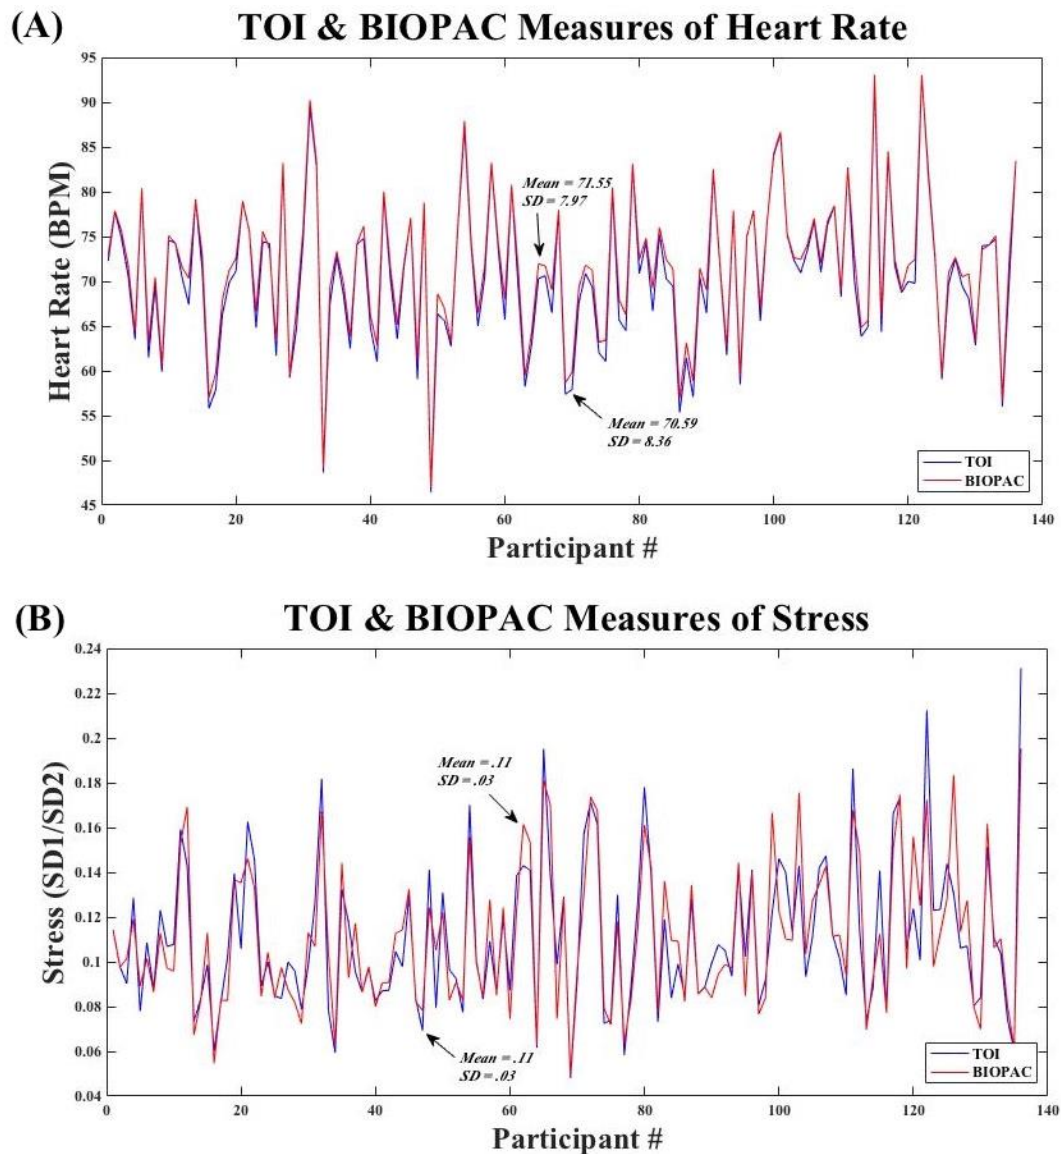 (A) TOI & BIOPAC Measures of Heart Rate
95
90
85
80
75
70
65
60
55
50
45
Heart Rate (BPM)
Mean = 71.55
SD = 7.97
Mean = 70.59
SD = 8.36
TOI
BIOPAC
0 20 40 60 80 100 120 140
Participant #
(B) TOI & BIOPAC Measures of Stress
0.24
0.22
0.2
0.18
0.16
0.14
0.12
0.1
0.08
0.06
0.04
Stress (SD1/SD2)
Mean = .11
SD = .03
Mean = .11
SD = .03
TOI
BIOPAC
0 20 40 60 80 100 120 140
Participant #